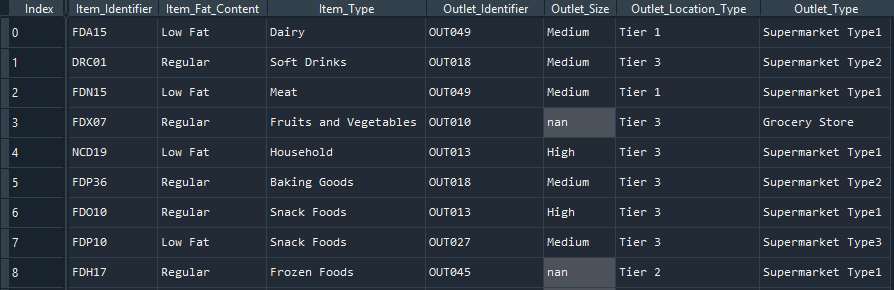 Index Item_Identifier Item_Fat_Content Item_Type Outlet_Identifier Outlet_Size Outlet_Location_Type Outlet_Type
0 FDA15 Low Fat Dairy OUT049 Medium Tier 1 Supermarket Type1
1 DRC01 Regular Soft Drinks OUT018 Medium Tier 3 Supermarket Type2
2 FDN15 Low Fat Meat OUT049 Medium Tier 1 Supermarket Type1
3 FDX07 Regular Fruits and Vegetables OUT010 nan Tier 3 Grocery Store
4 NCD19 Low Fat Household OUT013 High Tier 3 Supermarket Type1
5 FDP36 Regular Baking Goods OUT018 Medium Tier 3 Supermarket Type2
6 FDO10 Regular Snack Foods OUT013 High Tier 3 Supermarket Type1
7 FDP10 Low Fat Snack Foods OUT027 Medium Tier 3 Supermarket Type3
8 FDH17 Regular Frozen Foods OUT045 nan Tier 2 Supermarket Type1